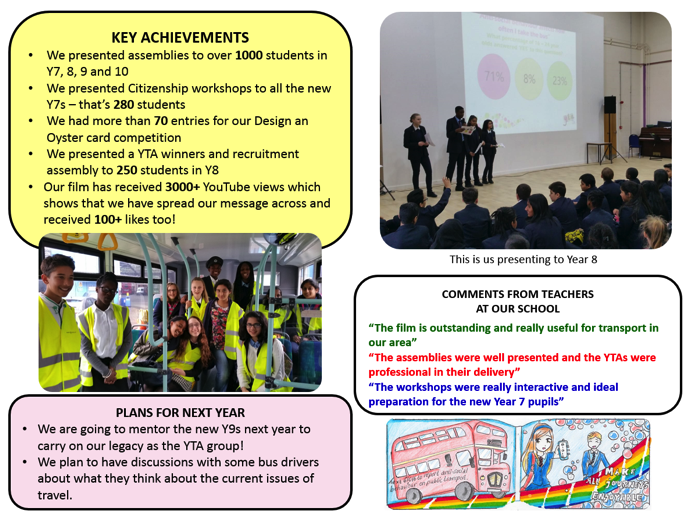 KEY ACHIEVEMENTS
• We presented assemblies to over 1000 students in
Y7, 8, 9 and 10
• We presented Citizenship workshops to all the new
Y7s – that's 280 students
• We had more than 70 entries for our Design an
Oyster card competition
• We presented a YTA winners and recruitment
assembly to 250 students in Y8
• Our film has received 3000+ YouTube views which
shows that we have spread our message across and
received 100+ likes too!
71%
8%
23%
This is us presenting to Year 8
COMMENTS FROM TEACHERS
AT OUR SCHOOL
“The film is outstanding and really useful for transport in
our area”
“The assemblies were well presented and the YTAs were
professional in their delivery”
“The workshops were really interactive and ideal
preparation for the new Year 7 pupils”
PLANS FOR NEXT YEAR
• We are going to mentor the new Y9s next year to
carry on our legacy as the YTA group!
• We plan to have discussions with some bus drivers
about what they think about the current issues of
travel.
on public transport.
MAKE
ALL JOURNEYS
ENJOYABLE